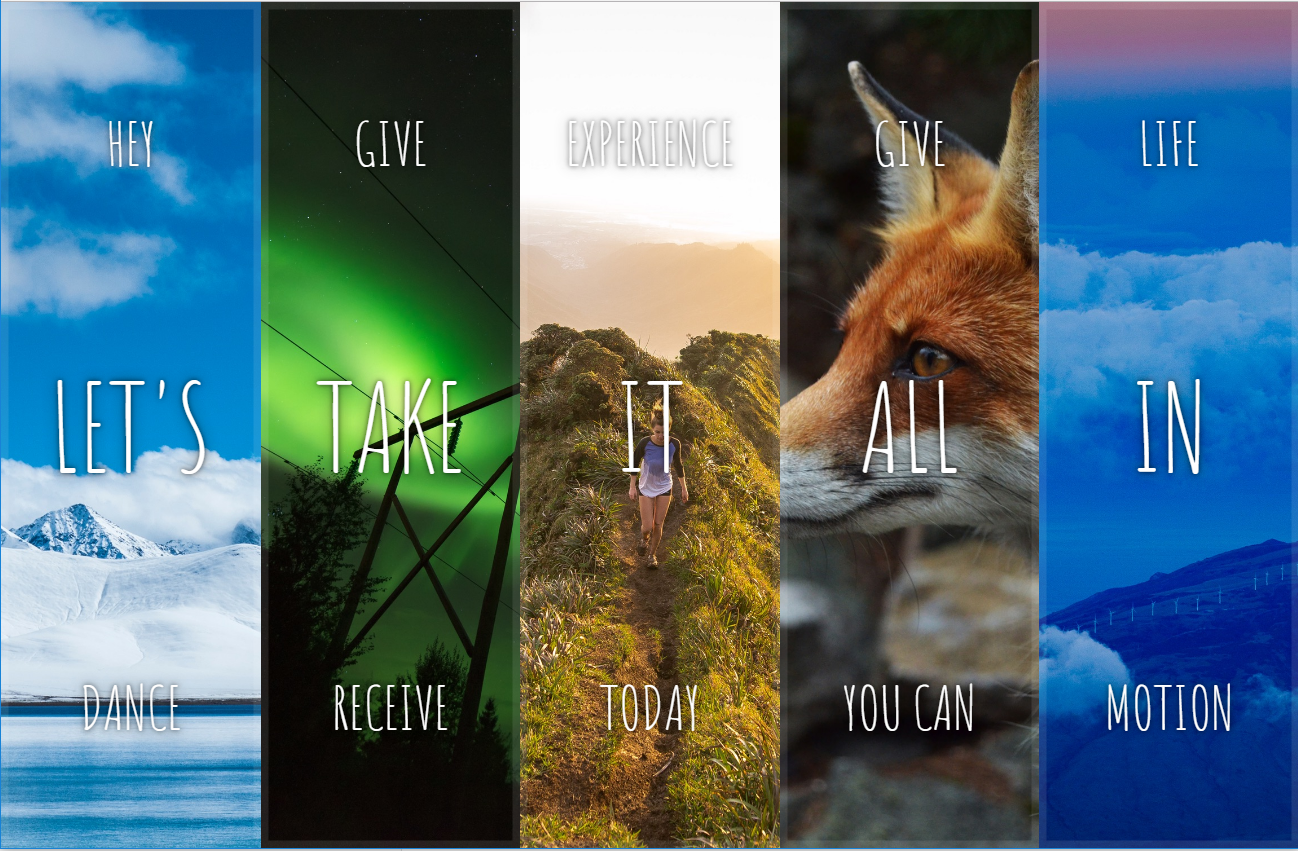 HEY
LET'S
DANCE
GIVE
TAKE
RECEIVE
EXPERIENCE
IT
TODAY
GIVE
ALL
YOU CAN
LIFE
IN
MOTION